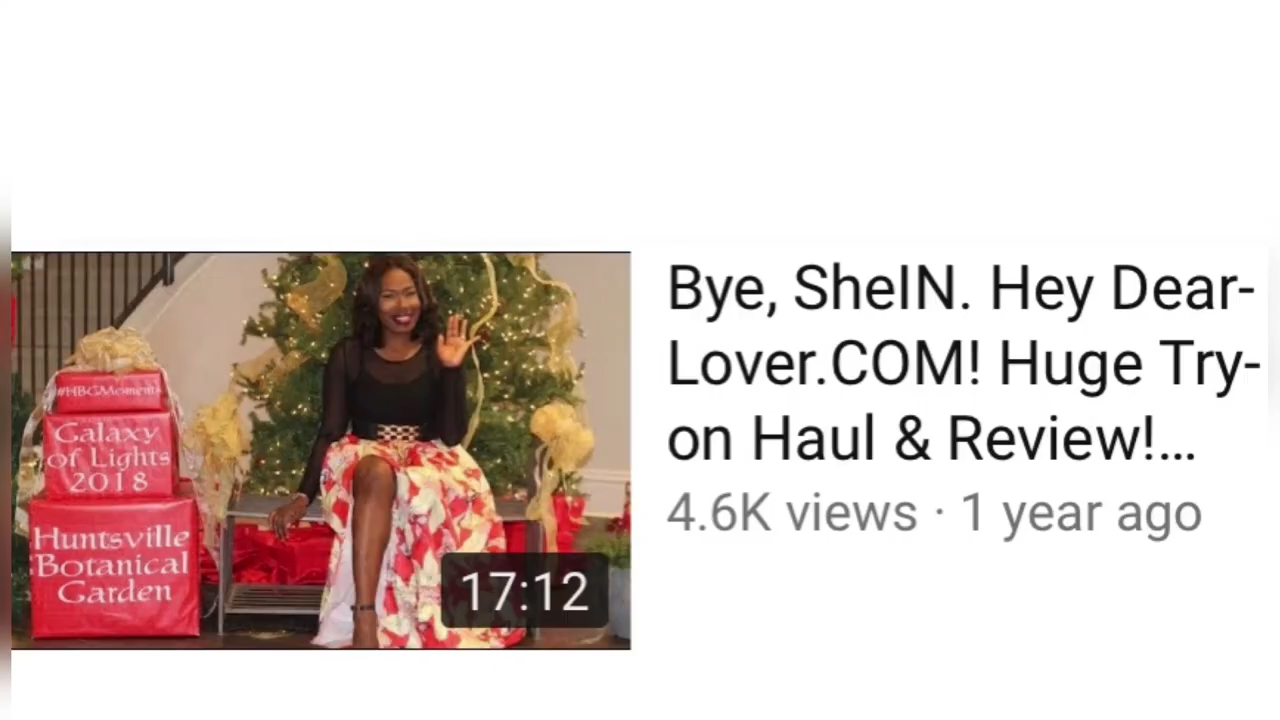 #HBGMoments
Galaxy
of Lights
2018
Huntsville
Botanical
Garden
17:12
Bye, SheIN. Hey Dear-
Lover.COM! Huge Try-
on Haul & Review!...
4.6K views · 1 year ago